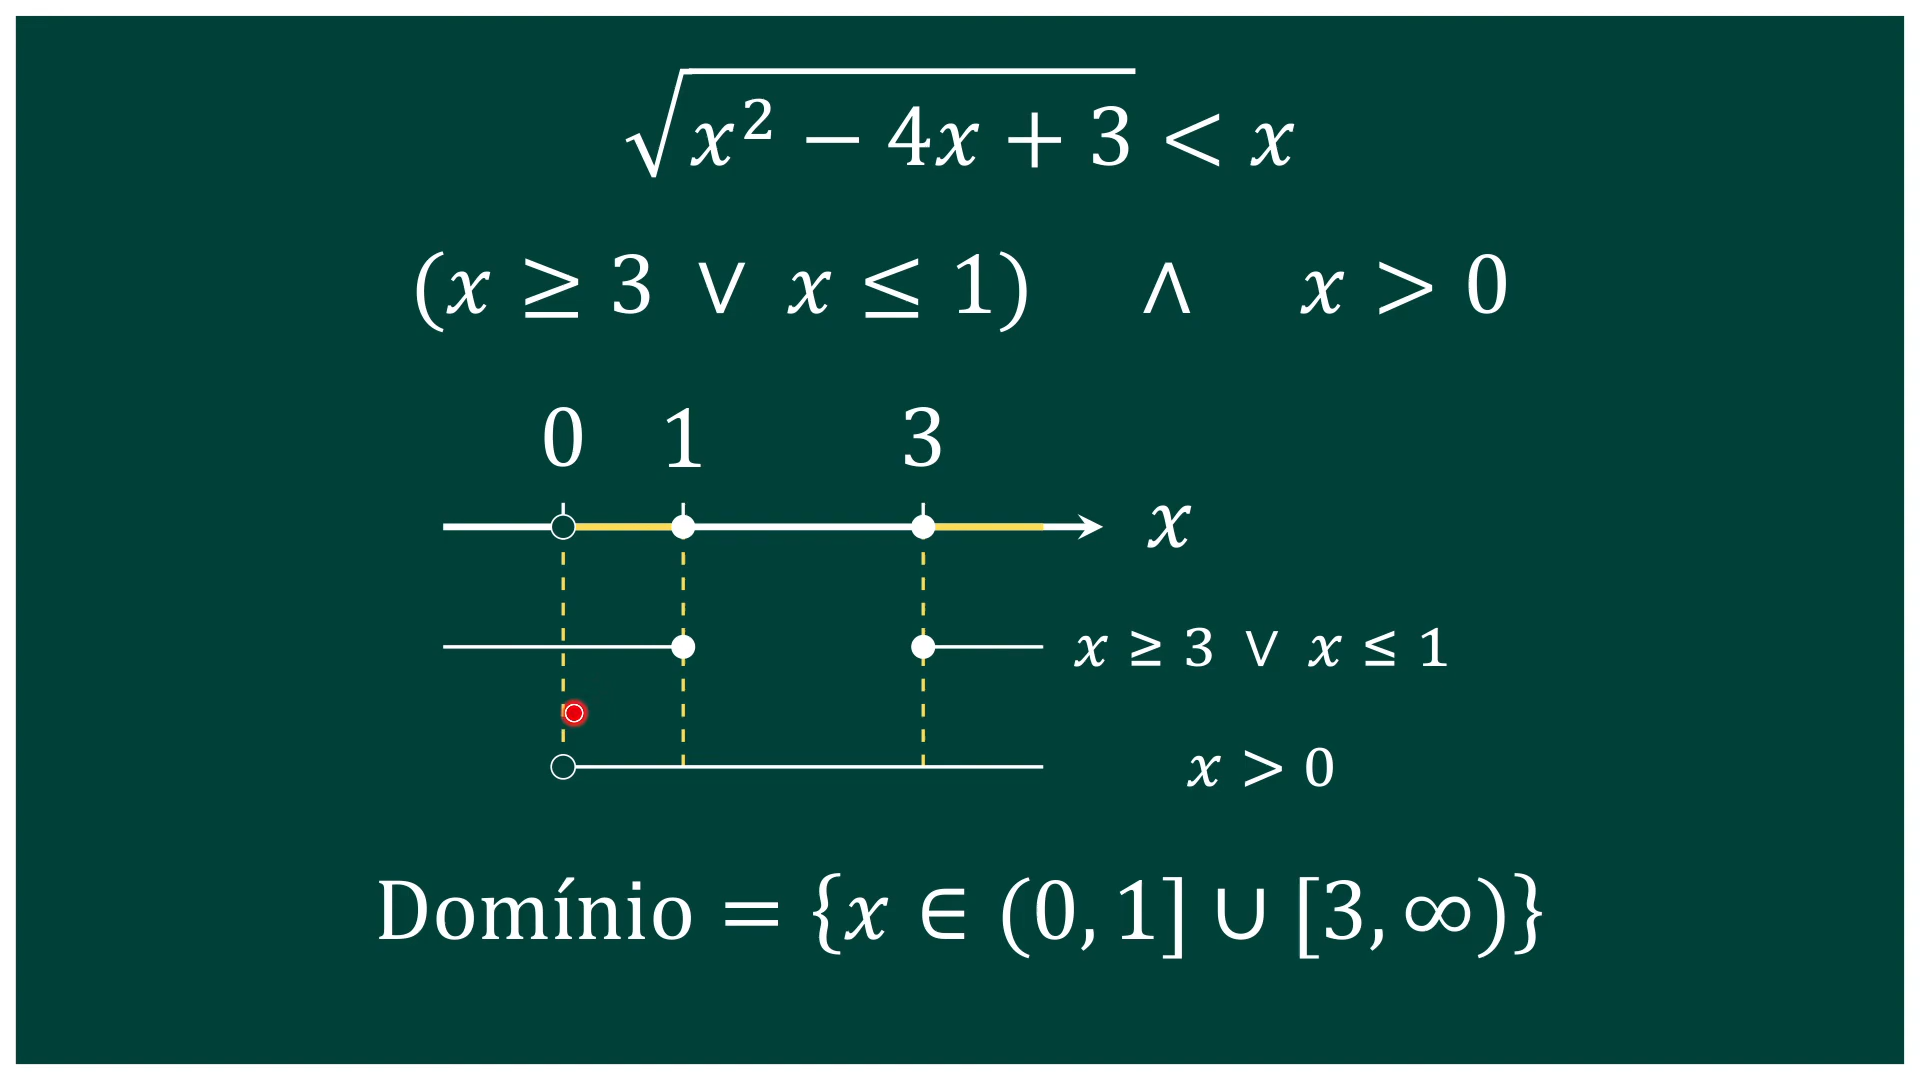 √(x² − 4x + 3) < x
(x ≥ 3 ∨ x ≤ 1) ∧ x > 0
0 1 3
x
x ≥ 3 ∨ x ≤ 1
x > 0
Domínio = {x ∈ (0, 1] ∪ [3, ∞)}